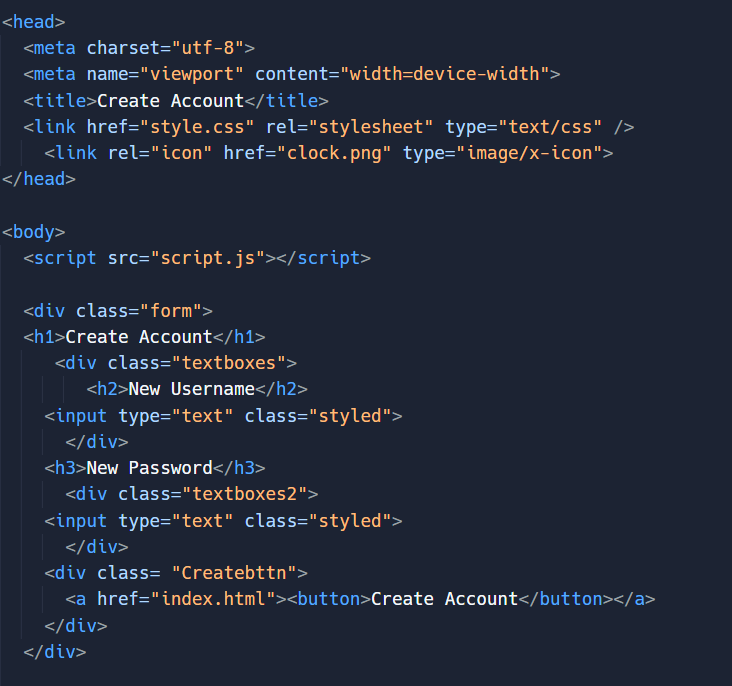 <head>
<meta charset="utf-8">
<meta name="viewport" content="width=device-width">
<title>Create Account</title>
<link href="style.css" rel="stylesheet" type="text/css" />
<link rel="icon" href="clock.png" type="image/x-icon">
</head>
<body>
<script src="script.js"></script>
<div class="form">
<h1>Create Account</h1>
<div class="textboxes">
<h2>New Username</h2>
<input type="text" class="styled">
</div>
<h3>New Password</h3>
<div class="textboxes2">
<input type="text" class="styled">
</div>
<div class= "Createbttn">
<a href="index.html"><button>Create Account</button></a>
</div>
</div>